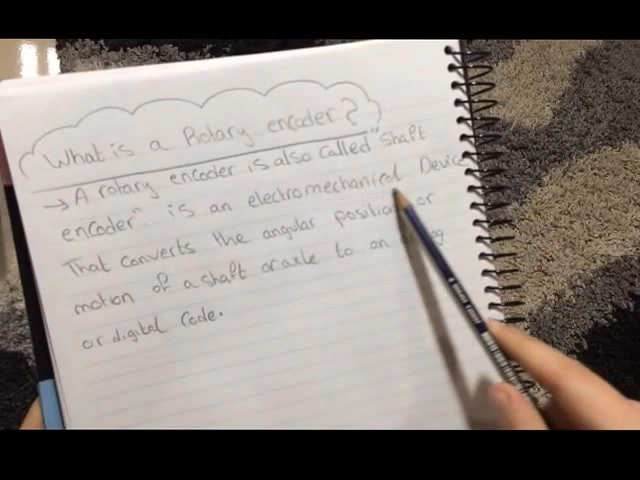 What is a Rotary encoder?
→ A rotary encoder is also called "Shaft
encoder" is an electromechanical Device
That converts the angular position or
motion of a shaft or axle to an
or digital Code.